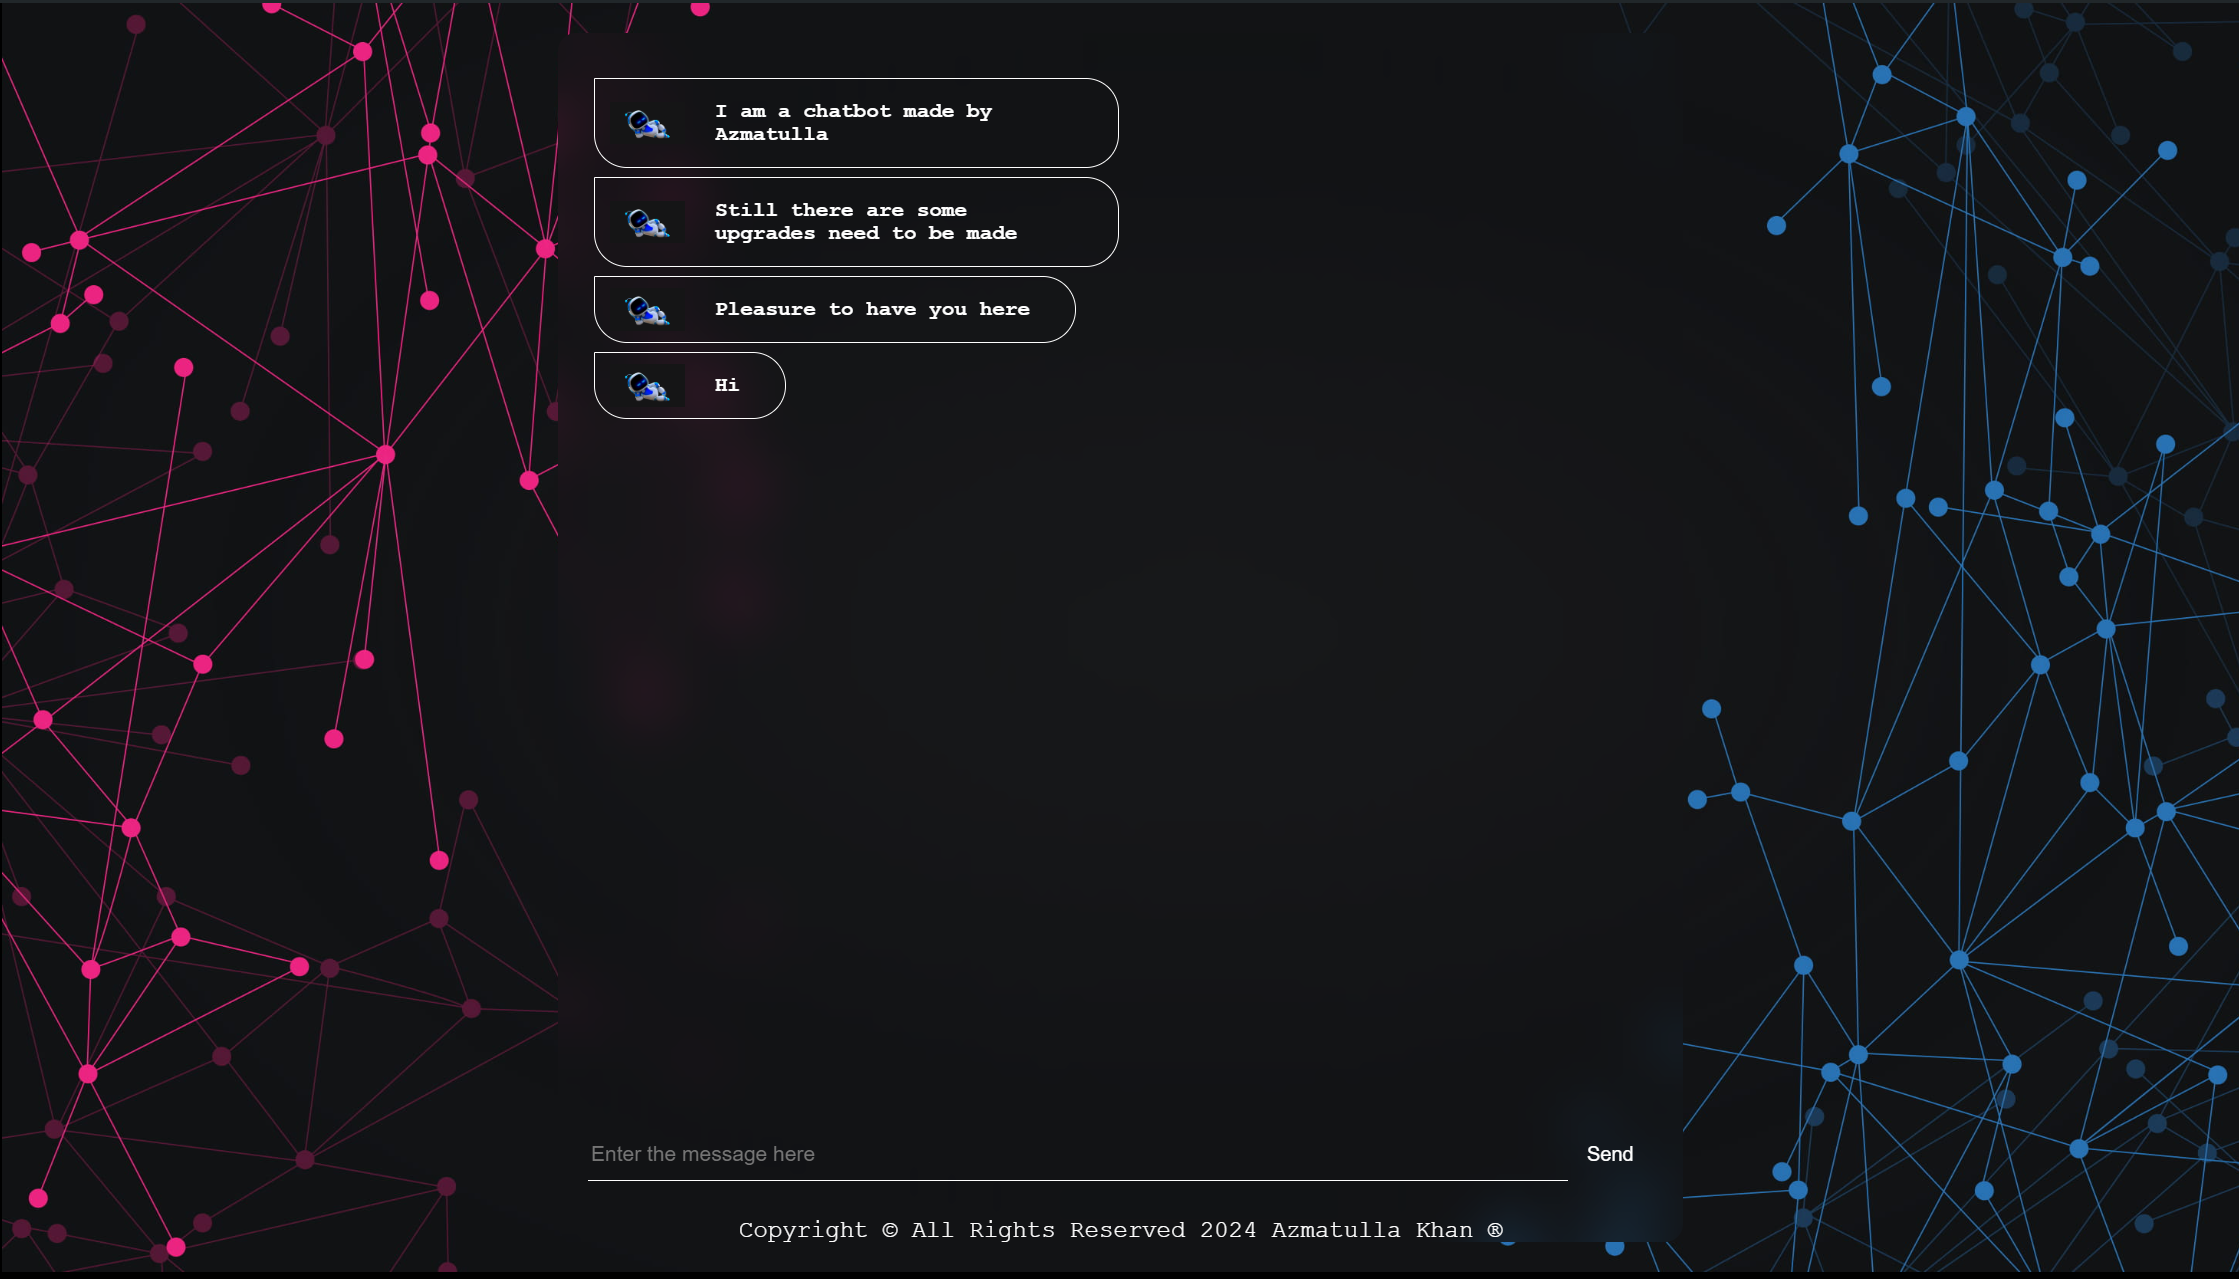 I am a chatbot made by
Azmatulla
Still there are some
upgrades need to be made
Pleasure to have you here
Hi
Enter the message here
Send
Copyright © All Rights Reserved 2024 Azmatulla Khan ®